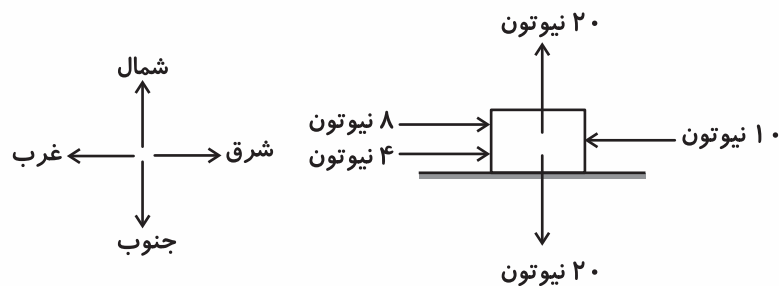 ۲۰ نیوتون
شمال
۸ نیوتون
۱۰ نیوتون
۴ نیوتون
شرق
غرب
جنوب
۲۰ نیوتون